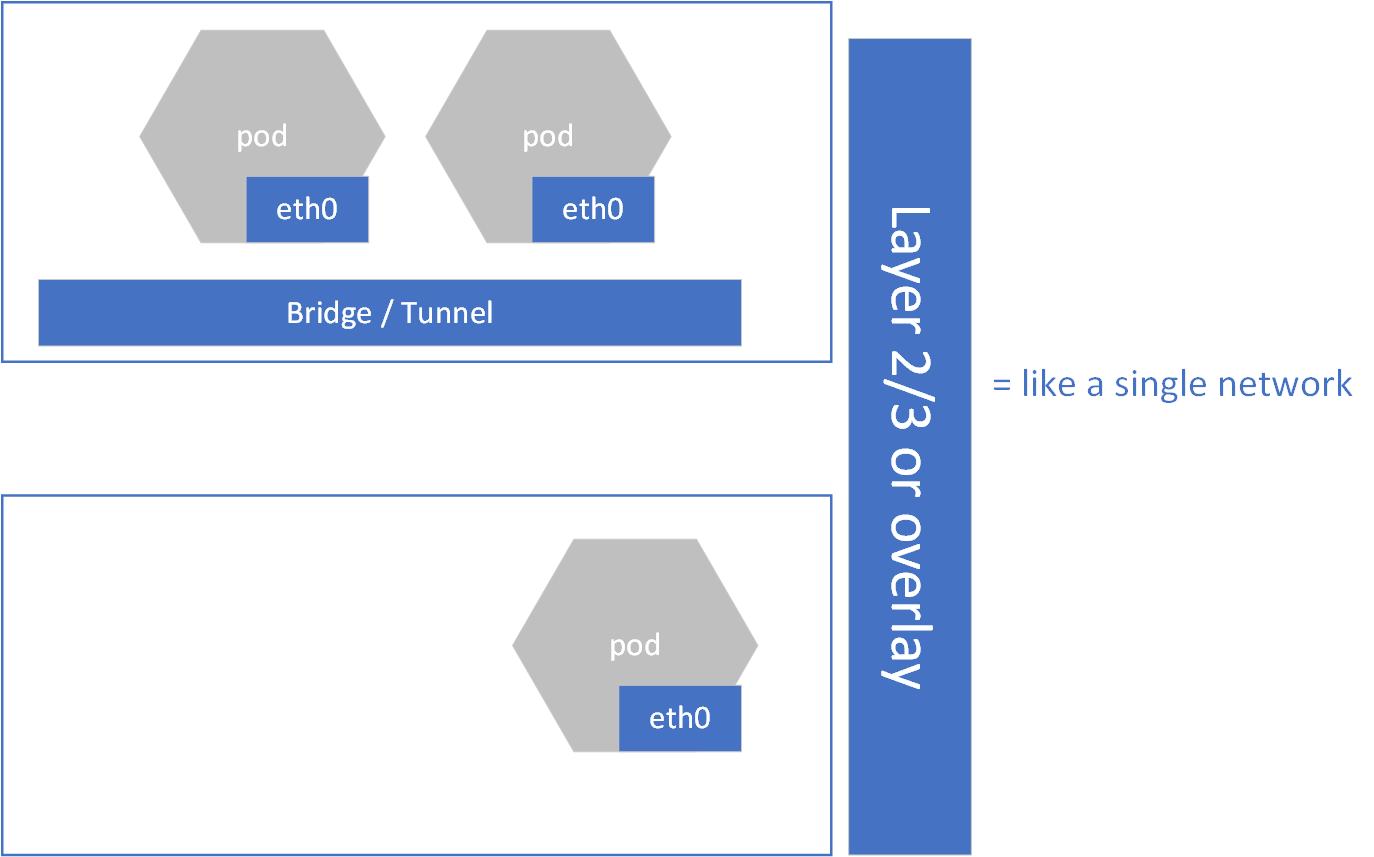 pod
pod
eth0
eth0
Bridge / Tunnel
Layer 2/3 or overlay
= like a single network
pod
eth0